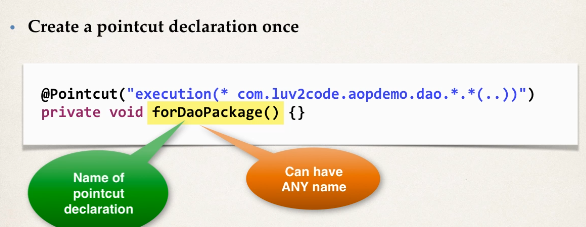 • Create a pointcut declaration once
@Pointcut("execution(* com.luv2code.aopdemo.dao.*.*(..))")
private void forDaoPackage() {}
Name of
pointcut
declaration
Can have
ANY name